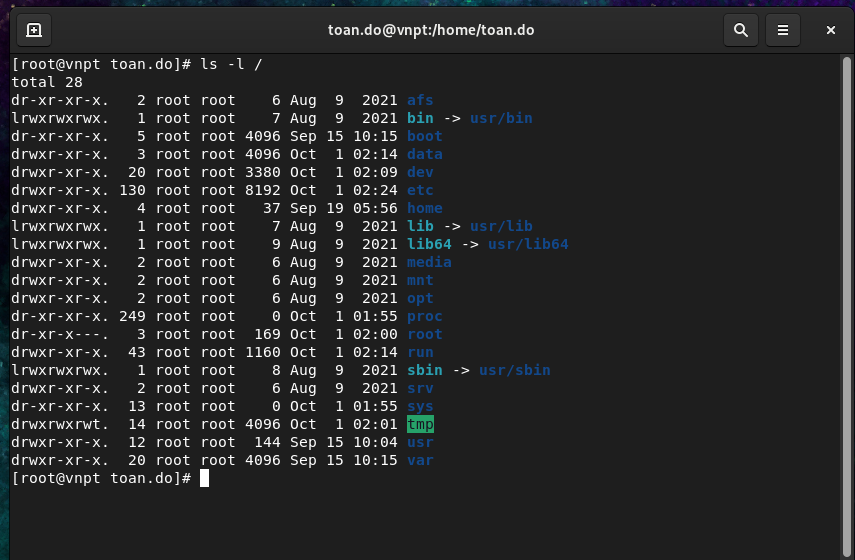 toan.do@vnpt:/home/toan.do
[root@vnpt toan.do]# ls -l /
total 28
dr-xr-xr-x.   2 root root    6 Aug  9  2021 afs
lrwxrwxrwx.   1 root root    7 Aug  9  2021 bin -> usr/bin
dr-xr-xr-x.   5 root root 4096 Sep 15 10:15 boot
drwxr-xr-x.   3 root root 4096 Oct  1 02:14 data
drwxr-xr-x.  20 root root 3380 Oct  1 02:09 dev
drwxr-xr-x. 130 root root 8192 Oct  1 02:24 etc
drwxr-xr-x.   4 root root   37 Sep 19 05:56 home
lrwxrwxrwx.   1 root root    7 Aug  9  2021 lib -> usr/lib
lrwxrwxrwx.   1 root root    9 Aug  9  2021 lib64 -> usr/lib64
drwxr-xr-x.   2 root root    6 Aug  9  2021 media
drwxr-xr-x.   2 root root    6 Aug  9  2021 mnt
drwxr-xr-x.   2 root root    6 Aug  9  2021 opt
dr-xr-xr-x. 249 root root    0 Oct  1 01:55 proc
dr-xr-x---.   3 root root  169 Oct  1 02:00 root
drwxr-xr-x.  43 root root 1160 Oct  1 02:14 run
lrwxrwxrwx.   1 root root    8 Aug  9  2021 sbin -> usr/sbin
drwxr-xr-x.   2 root root    6 Aug  9  2021 srv
dr-xr-xr-x.  13 root root    0 Oct  1 01:55 sys
drwxrwxrwt.  14 root root 4096 Oct  1 02:01 tmp
drwxr-xr-x.  12 root root  144 Sep 15 10:04 usr
drwxr-xr-x.  20 root root 4096 Sep 15 10:15 var
[root@vnpt toan.do]#